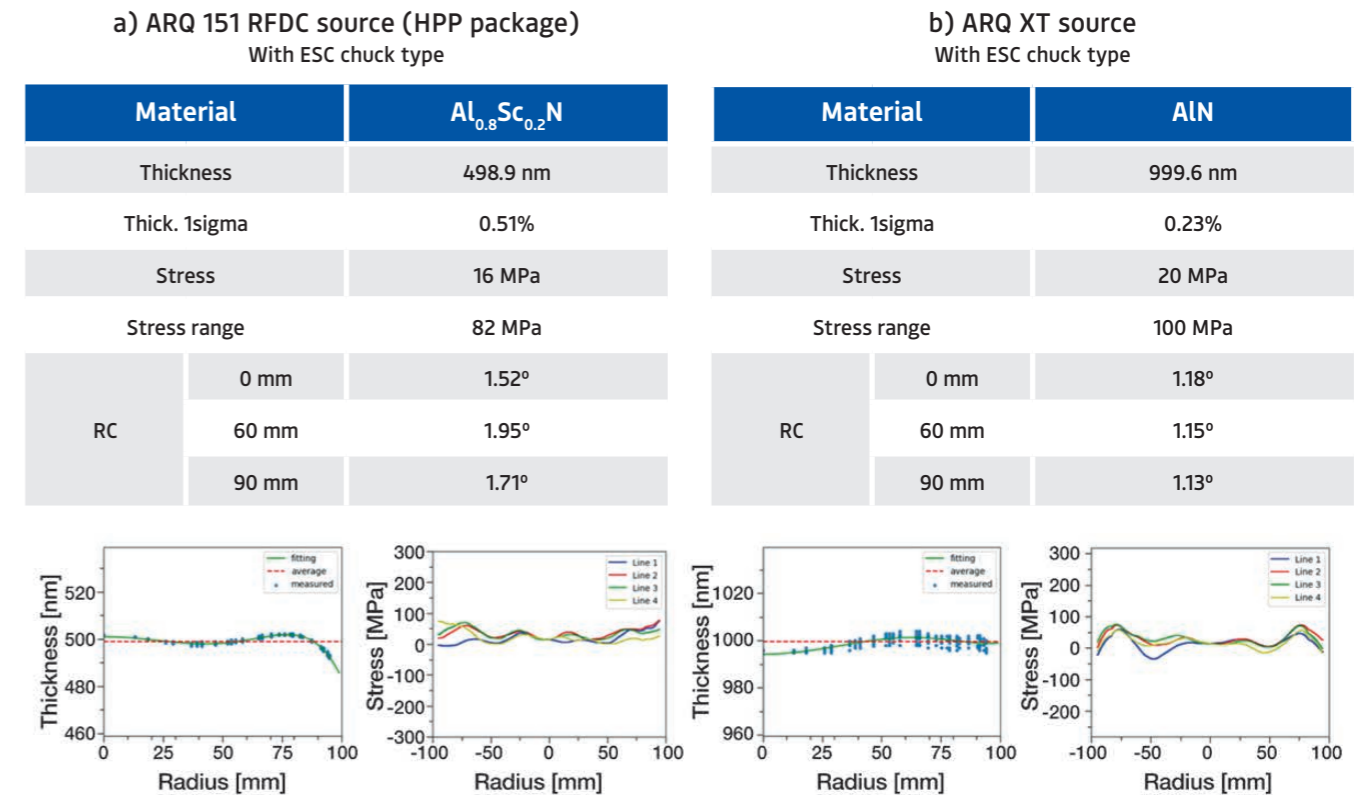 a) ARQ 151 RFDC source (HPP package)
With ESC chuck type
Material Al0.8Sc0.2N
Thickness 498.9 nm
Thick. 1sigma 0.51%
Stress 16 MPa
Stress range 82 MPa
RC
0 mm 1.52º
60 mm 1.95º
90 mm 1.71º
b) ARQ XT source
With ESC chuck type
Material AlN
Thickness 999.6 nm
Thick. 1sigma 0.23%
Stress 20 MPa
Stress range 100 MPa
RC
0 mm 1.18º
60 mm 1.15º
90 mm 1.13º
Thickness [nm]
520
500
480
460
0 25 50 75 100
Radius [mm]
fitting
average
measured
Stress [MPa]
300
200
100
0
-100
-200
-300
-100 -50 0 50 100
Radius [mm]
Line 1
Line 2
Line 3
Line 4
Thickness [nm]
1020
1000
980
960
0 25 50 75 100
Radius [mm]
fitting
average
measured
Stress [MPa]
300
200
100
0
-100
-200
-100 -50 0 50 100
Radius [mm]
Line 1
Line 2
Line 3
Line 4